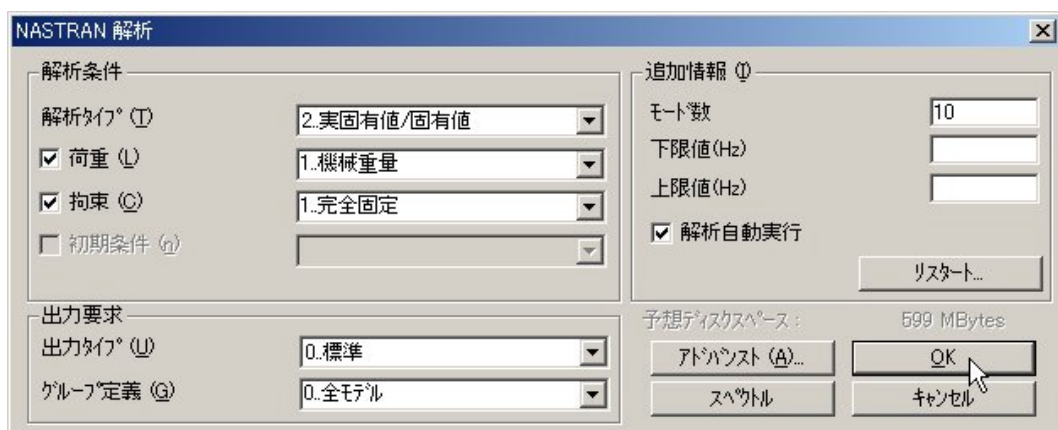 NASTRAN 解析
解析条件
解析ﾀｲﾌﾟ(T)
2..実固有値/固有値
荷重 (L)
1..機械重量
拘束 (C)
1..完全固定
初期条件 (n)
出力要求
出力ﾀｲﾌﾟ(U)
0..標準
ｸﾞﾙｰﾌﾟ定義 (G)
0..全ﾓﾃﾞﾙ
追加情報 (I)
ﾓｰﾄﾞ数
10
下限値(Hz)
上限値(Hz)
解析自動実行
ﾘｽﾀｰﾄ...
予想ﾃﾞｨｽｸｽﾍﾟｰｽ :
599 MBytes
ｱﾄﾞﾊﾞﾝｽﾄ (A)...
OK
ｽﾍﾟｸﾄﾙ
ｷｬﾝｾﾙ